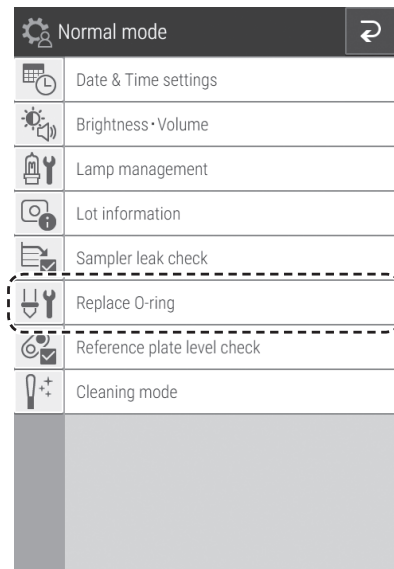 Normal mode
Date & Time settings
Brightness・Volume
Lamp management
Lot information
Sampler leak check
Replace O-ring
Reference plate level check
Cleaning mode